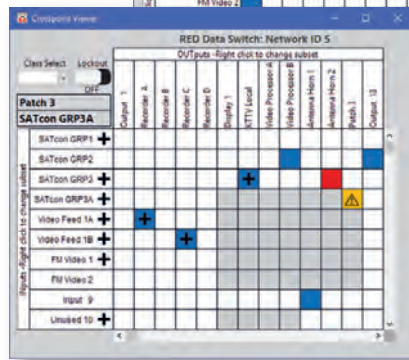 FM Video 2
Crosspoint Viewer
RED Data Switch: Network ID 5
OUTputs -Right click to change subset
Class Select
Lockout
OFF
Patch 3
SATcon GRP3A
Output 1
Recorder A
Recorder B
Recorder C
Recorder D
Display 1
KTTV Local
Video Processor A
Video Processor B
Antenna Horn 1
Antenna Horn 2
Patch 3
Output 13
INputs -Right click to change subset
SATcon GRP1
SATcon GRP2
SATcon GRP3
SATcon GRP3A
Video Feed 1A
Video Feed 1B
FM Video 1
FM Video 2
Input 9
Unused 10